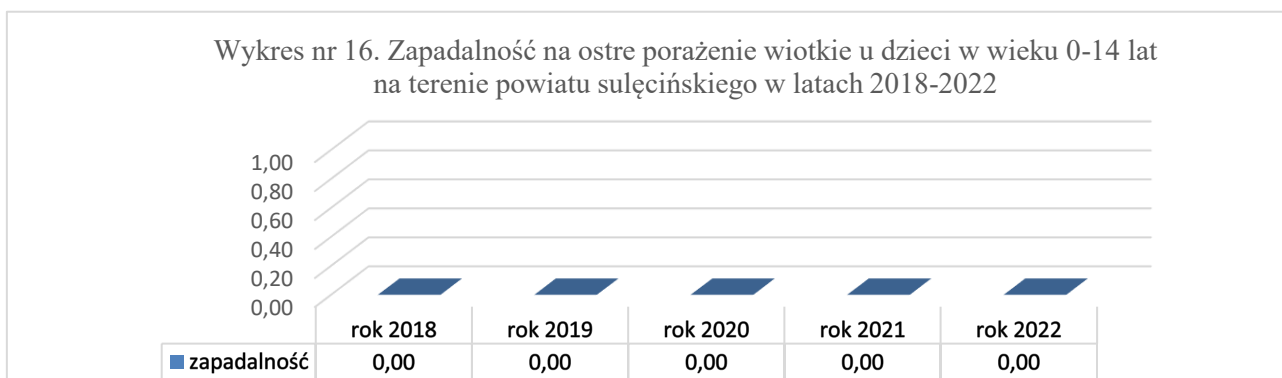 Wykres nr 16. Zapadalność na ostre porażenie wiotkie u dzieci w wieku 0-14 lat
na terenie powiatu sulęcińskiego w latach 2018-2022
1,00
0,80
0,60
0,40
0,20
0,00
rok 2018 rok 2019 rok 2020 rok 2021 rok 2022
zapadalność 0,00 0,00 0,00 0,00 0,00